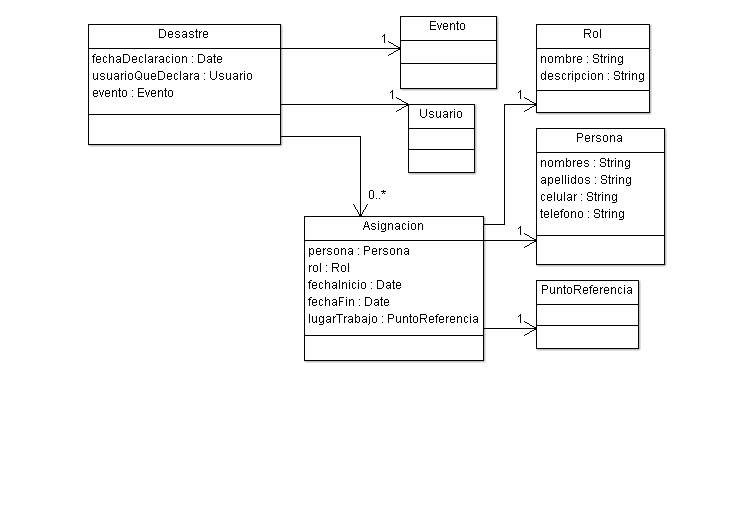 Desastre
fechaDeclaracion : Date
usuarioQueDeclara : Usuario
evento : Evento
1
Evento
1
Usuario
0..*
Asignacion
persona : Persona
rol : Rol
fechaInicio : Date
fechaFin : Date
lugarTrabajo : PuntoReferencia
1
Rol
nombre : String
descripcion : String
1
Persona
nombres : String
apellidos : String
celular : String
telefono : String
1
PuntoReferencia